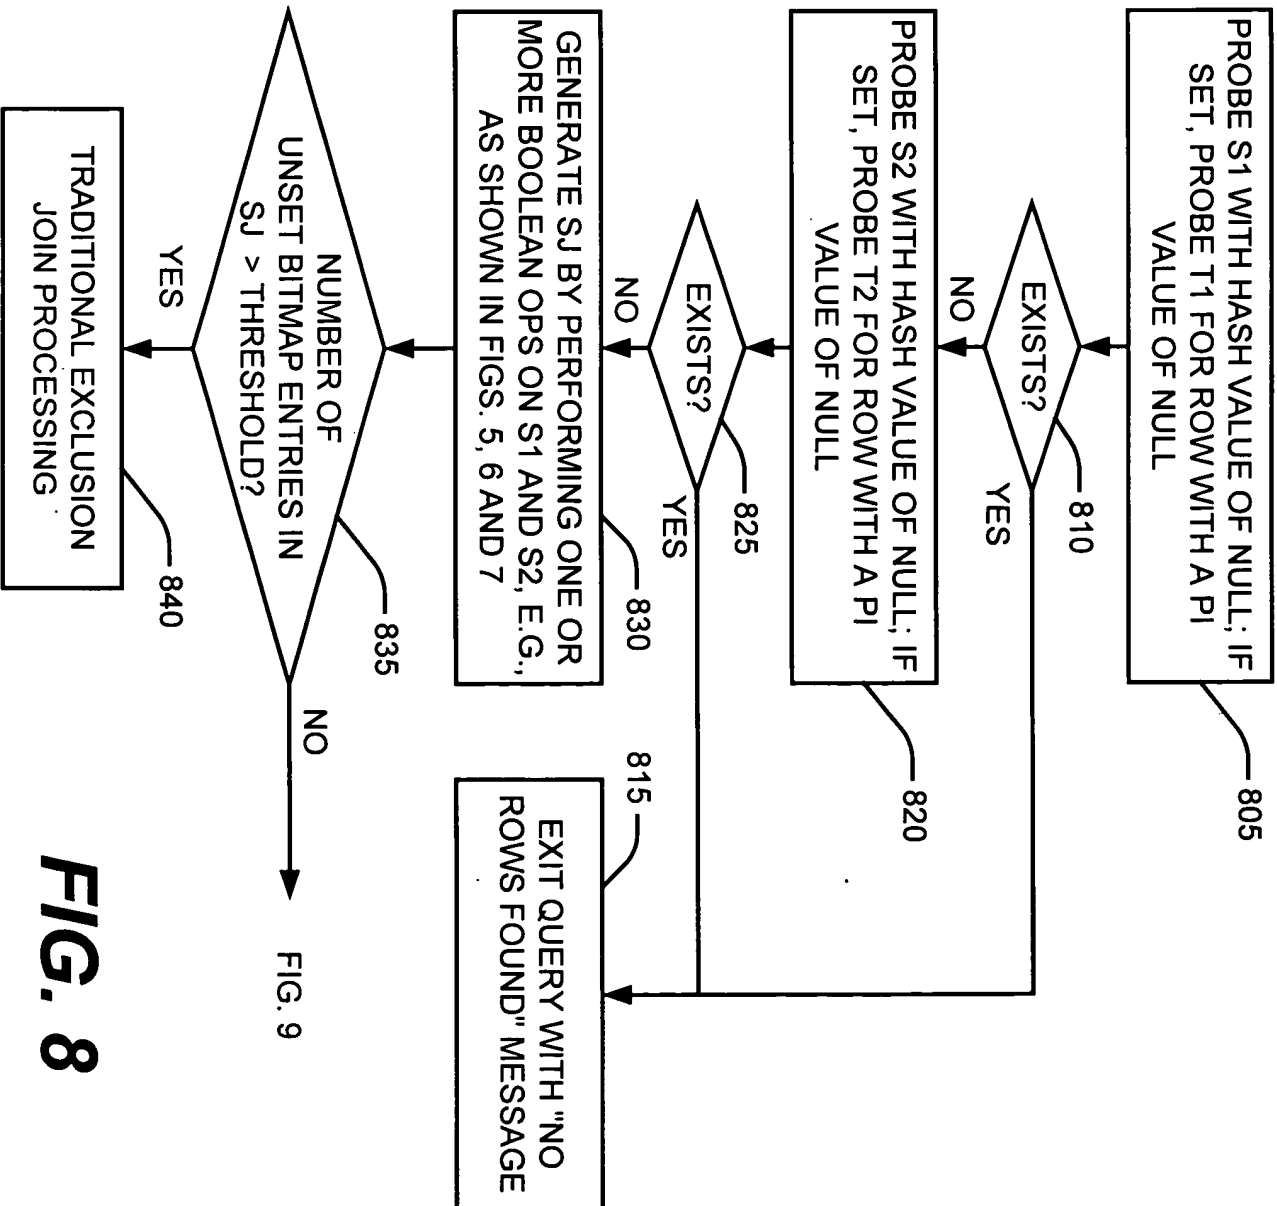 PROBE S1 WITH HASH VALUE OF NULL; IF
SET, PROBE T1 FOR ROW WITH A PI
VALUE OF NULL
805
EXISTS?
810
YES
NO
PROBE S2 WITH HASH VALUE OF NULL; IF
SET, PROBE T2 FOR ROW WITH A PI
VALUE OF NULL
820
EXISTS?
825
YES
NO
GENERATE SJ BY PERFORMING ONE OR
MORE BOOLEAN OPS ON S1 AND S2, E.G.,
AS SHOWN IN FIGS. 5, 6 AND 7
830
815
EXIT QUERY WITH "NO
ROWS FOUND" MESSAGE
NUMBER OF
UNSET BITMAP ENTRIES IN
SJ > THRESHOLD?
835
NO
FIG. 9
YES
TRADITIONAL EXCLUSION
JOIN PROCESSING
840
FIG. 8